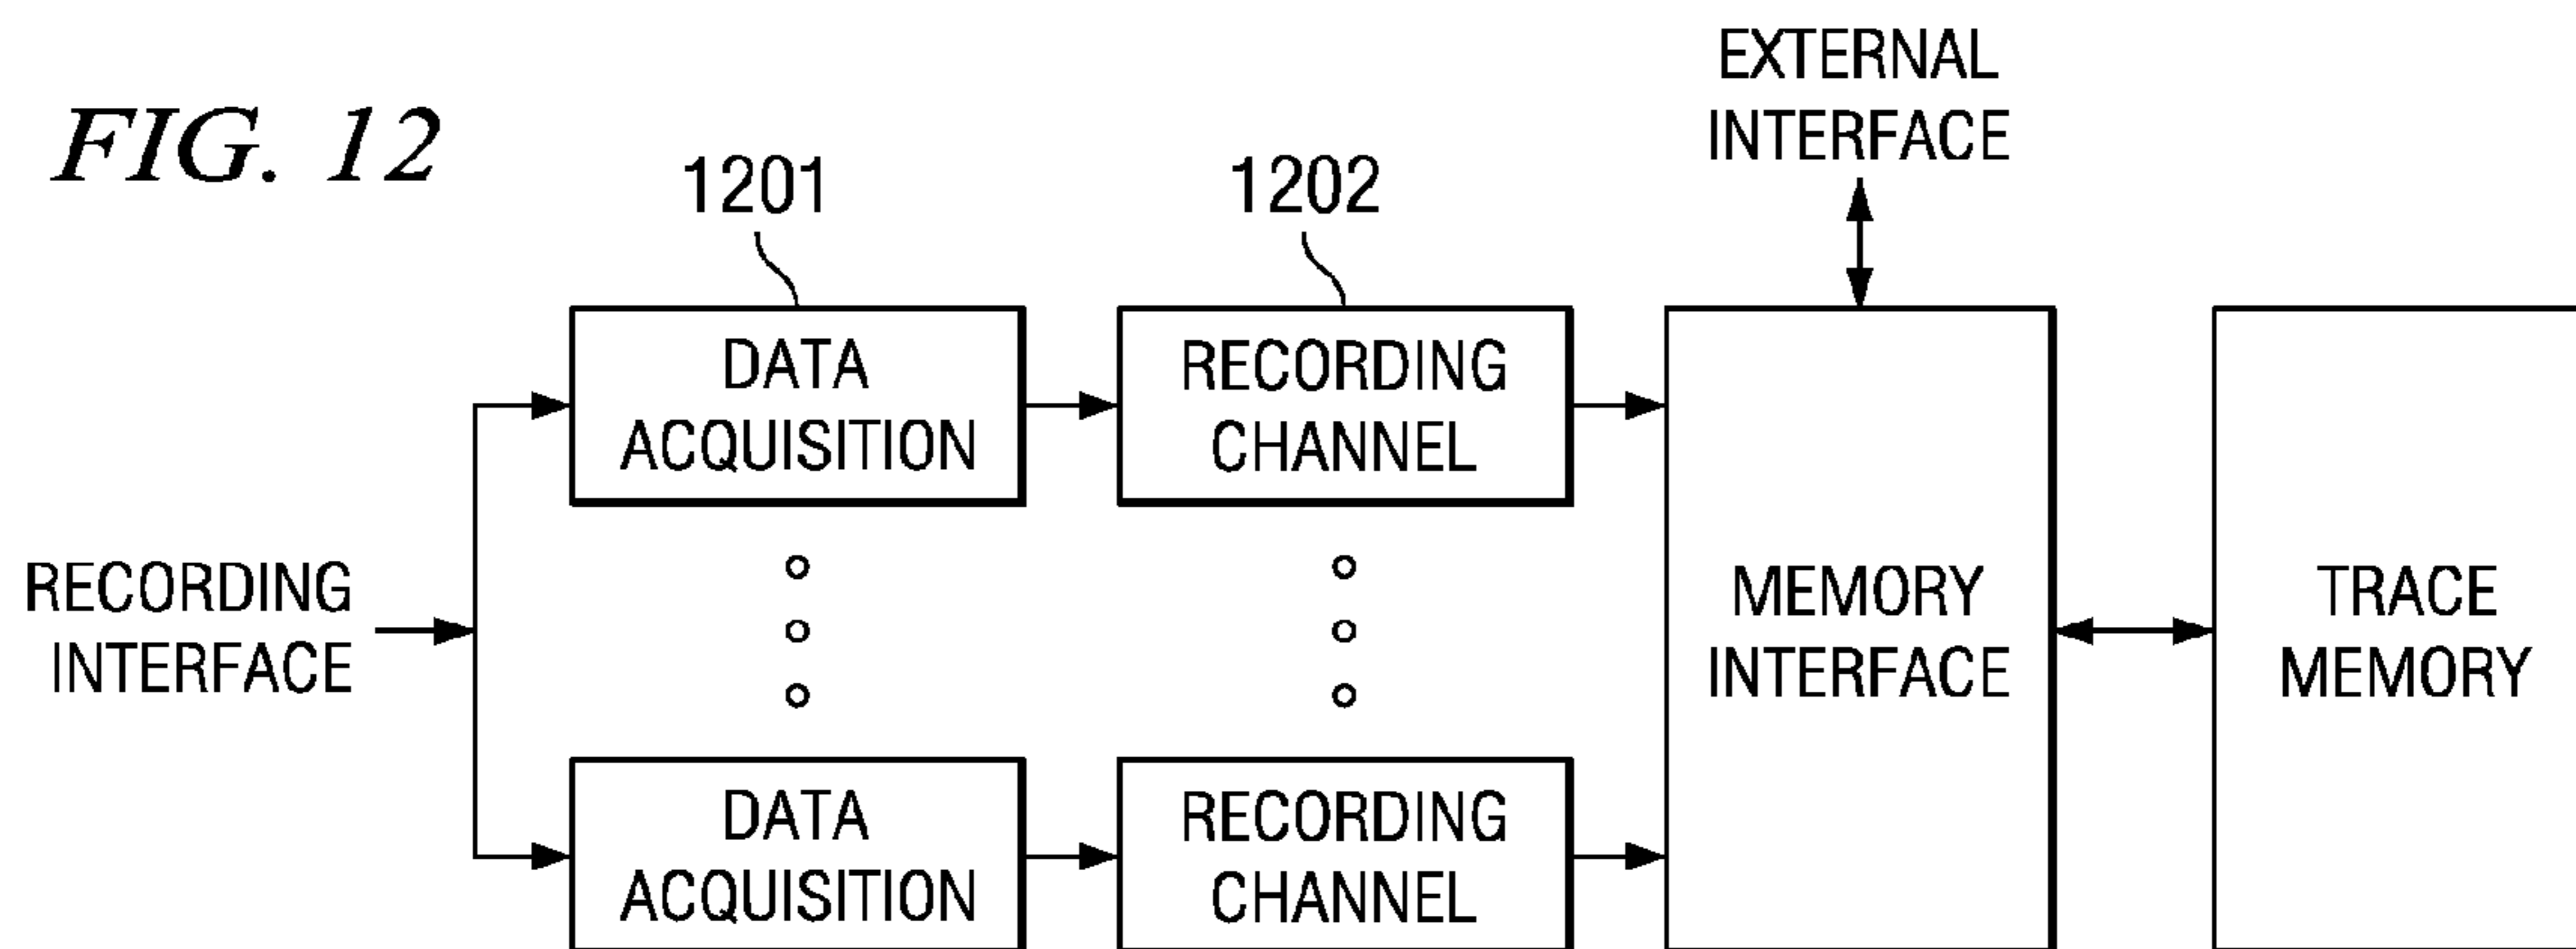 FIG. 12
EXTERNAL
INTERFACE
1201
1202
DATA
ACQUISITION
RECORDING
CHANNEL
RECORDING
INTERFACE
MEMORY
INTERFACE
TRACE
MEMORY
DATA
ACQUISITION
RECORDING
CHANNEL